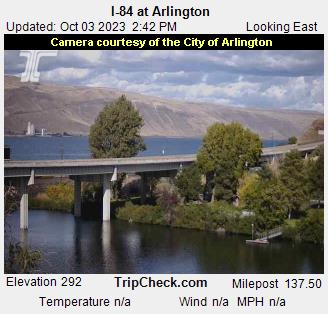 I-84 at Arlington
Updated: Oct 03 2023 2:42 PM Looking East
Camera courtesy of the City of Arlington
Elevation 292 TripCheck.com Milepost 137.50
Temperature n/a Wind n/a MPH n/a